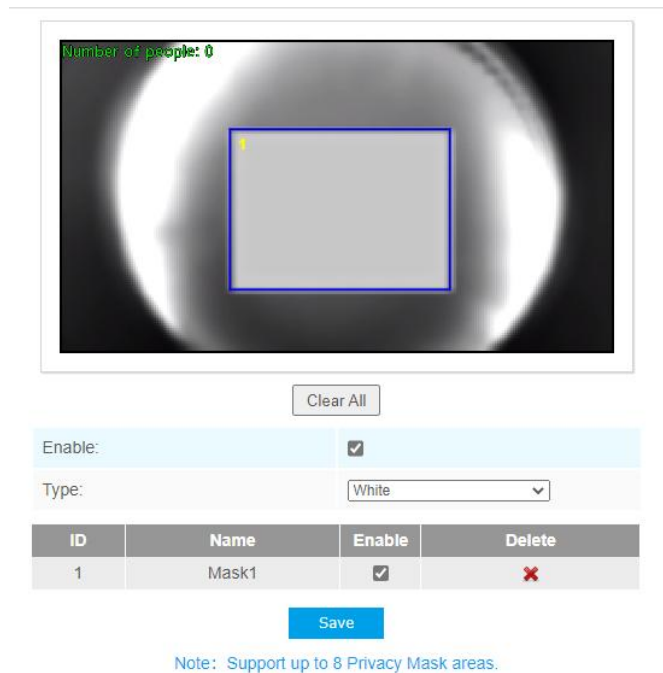 Number of people: 0
1
Clear All
Enable:
Type: White
ID Name Enable Delete
1 Mask1
Save
Note: Support up to 8 Privacy Mask areas.